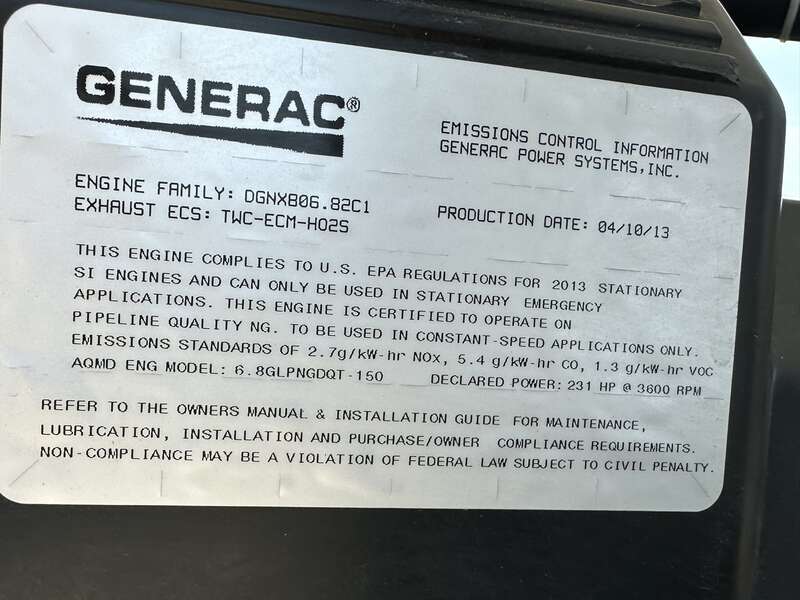 GENERAC®
EMISSIONS CONTROL INFORMATION
GENERAC POWER SYSTEMS,INC.
ENGINE FAMILY: DGNXB06.82C1
EXHAUST ECS: TWC-ECM-HO2S
PRODUCTION DATE: 04/10/13
THIS ENGINE COMPLIES TO U.S. EPA REGULATIONS FOR 2013 STATIONARY
SI ENGINES AND CAN ONLY BE USED IN STATIONARY EMERGENCY
APPLICATIONS. THIS ENGINE IS CERTIFIED TO OPERATE ON
PIPELINE QUALITY NG. TO BE USED IN CONSTANT-SPEED APPLICATIONS ONLY.
EMISSIONS STANDARDS OF 2.7g/kW-hr NOx, 5.4 g/kW-hr CO, 1.3 g/kW-hr VOC
AQMD ENG MODEL: 6.8GLPNGDQT-150 DECLARED POWER: 231 HP @ 3600 RPM
REFER TO THE OWNERS MANUAL & INSTALLATION GUIDE FOR MAINTENANCE,
LUBRICATION, INSTALLATION AND PURCHASE/OWNER COMPLIANCE REQUIREMENTS.
NON-COMPLIANCE MAY BE A VIOLATION OF FEDERAL LAW SUBJECT TO CIVIL PENALTY.